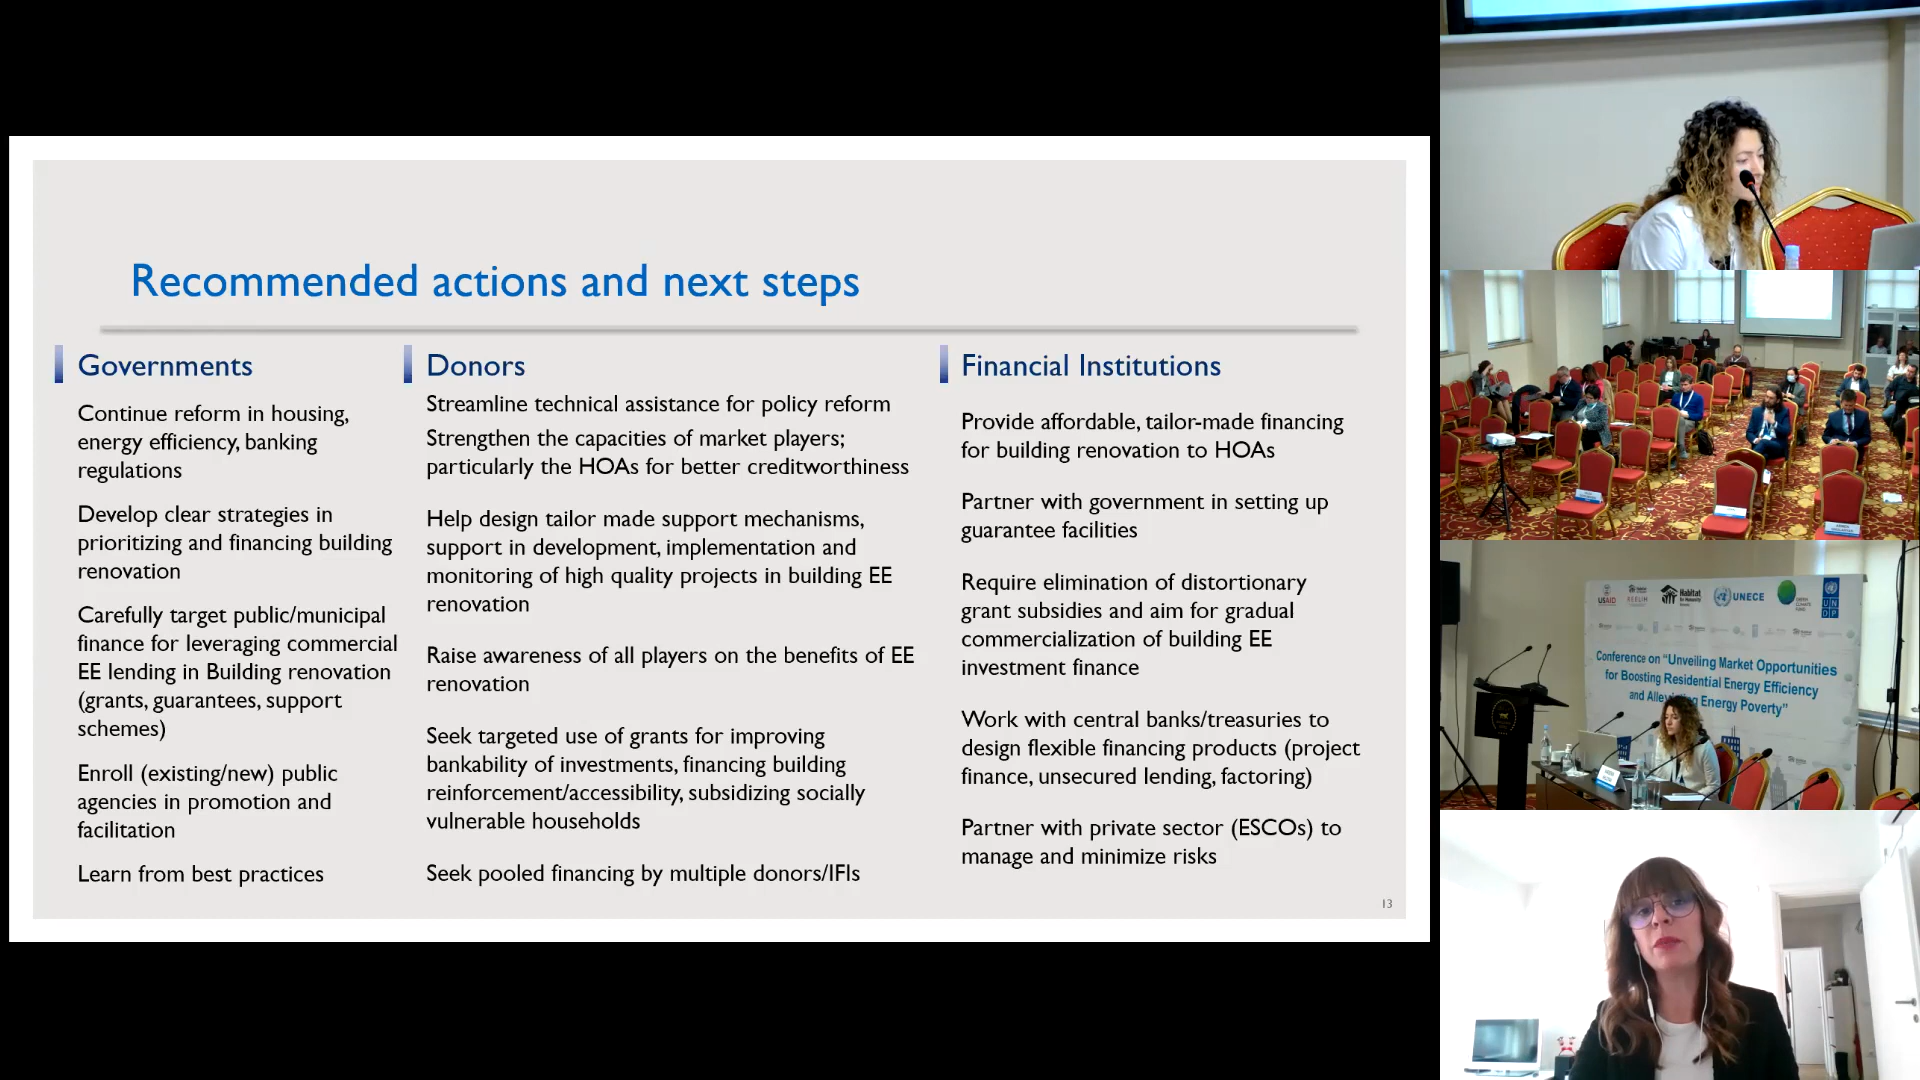 Recommended actions and next steps
Governments
Continue reform in housing,
energy efficiency, banking
regulations
Develop clear strategies in
prioritizing and financing building
renovation
Carefully target public/municipal
finance for leveraging commercial
EE lending in Building renovation
(grants, guarantees, support
schemes)
Enroll (existing/new) public
agencies in promotion and
facilitation
Learn from best practices
Donors
Streamline technical assistance for policy reform
Strengthen the capacities of market players;
particularly the HOAs for better creditworthiness
Help design tailor made support mechanisms,
support in development, implementation and
monitoring of high quality projects in building EE
renovation
Raise awareness of all players on the benefits of EE
renovation
Seek targeted use of grants for improving
bankability of investments, financing building
reinforcement/accessibility, subsidizing socially
vulnerable households
Seek pooled financing by multiple donors/IFIs
Financial Institutions
Provide affordable, tailor-made financing
for building renovation to HOAs
Partner with government in setting up
guarantee facilities
Require elimination of distortionary
grant subsidies and aim for gradual
commercialization of building EE
investment finance
Work with central banks/treasuries to
design flexible financing products (project
finance, unsecured lending, factoring)
Partner with private sector (ESCOs) to
manage and minimize risks
13
USAID
Habitat
UNECE
UN
DP
Conference on "Unveiling Market Opportunities
for Boosting Residential Energy Efficiency
and Energy Poverty"